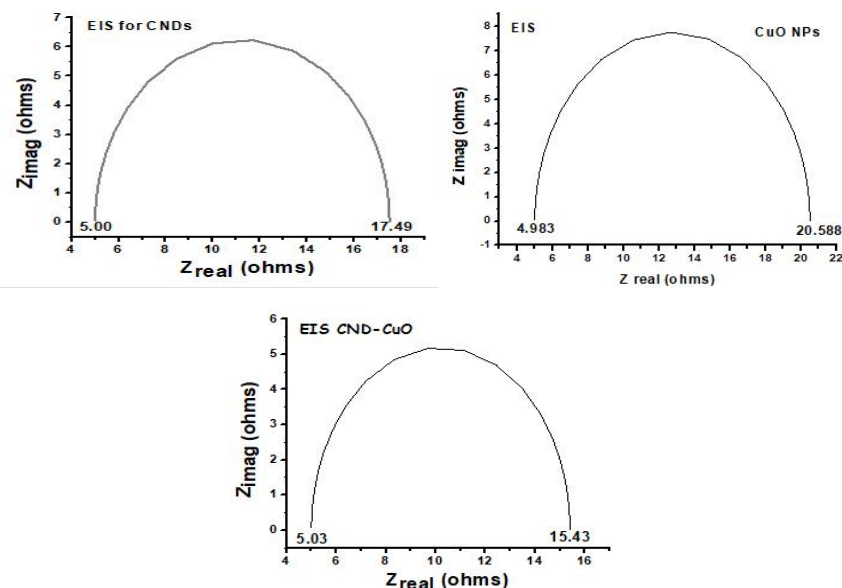 EIS for CNDs
Zimag (ohms)
7
6
5
4
3
2
1
0
5.00
17.49
4 6 8 10 12 14 16 18
Zreal (ohms)
EIS
CuO NPs
Z imag (ohms)
8
7
6
5
4
3
2
1
0
-1
4.983
20.588
4 6 8 10 12 14 16 18 20 22
Z real (ohms)
EIS CND-CuO
Zimag (ohms)
6
5
4
3
2
1
0
5.03
15.43
4 6 8 10 12 14 16
Zreal (ohms)